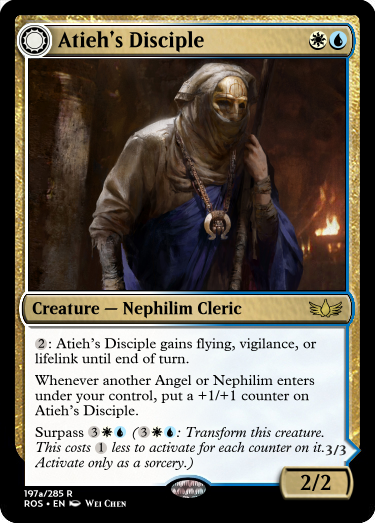 Atieh's Disciple
Creature — Nephilim Cleric
2: Atieh's Disciple gains flying, vigilance, or
lifelink until end of turn.
Whenever another Angel or Nephilim enters
under your control, put a +1/+1 counter on
Atieh's Disciple.
Surpass 3 (3: Transform this creature.
This costs 1 less to activate for each counter on it.
Activate only as a sorcery.)
3/3
2/2
197a/285 R
ROS • EN Wei Chen